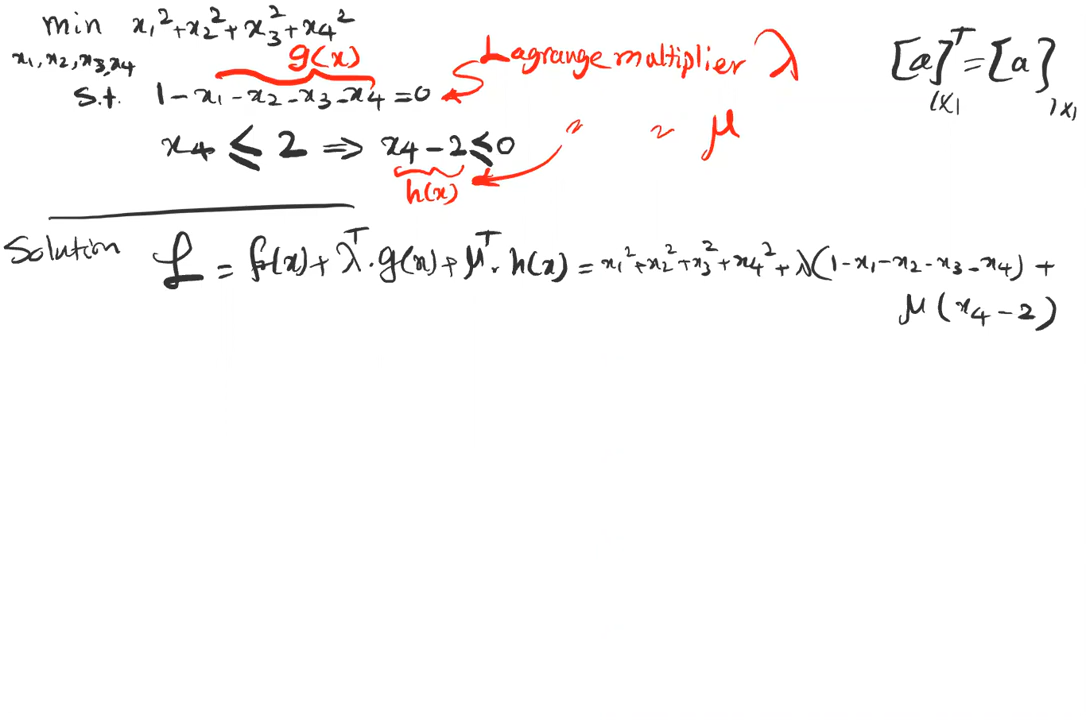 min x₁²+x₂²+x₃²+x₄²
x₁,x₂,x₃,x₄
g(x)
Lagrange multiplier λ
[a]ᵀ=[a]
1×1 1×1
s.t. 1-x₁-x₂-x₃-x₄=0
x₄ ≤ 2 ⇒ x₄-2≤0
" " μ
h(x)
Solution ℒ = f(x)+λᵀ.g(x)+μᵀ.h(x)=x₁²+x₂²+x₃²+x₄²+λ(1-x₁-x₂-x₃-x₄)+
μ(x₄-2)